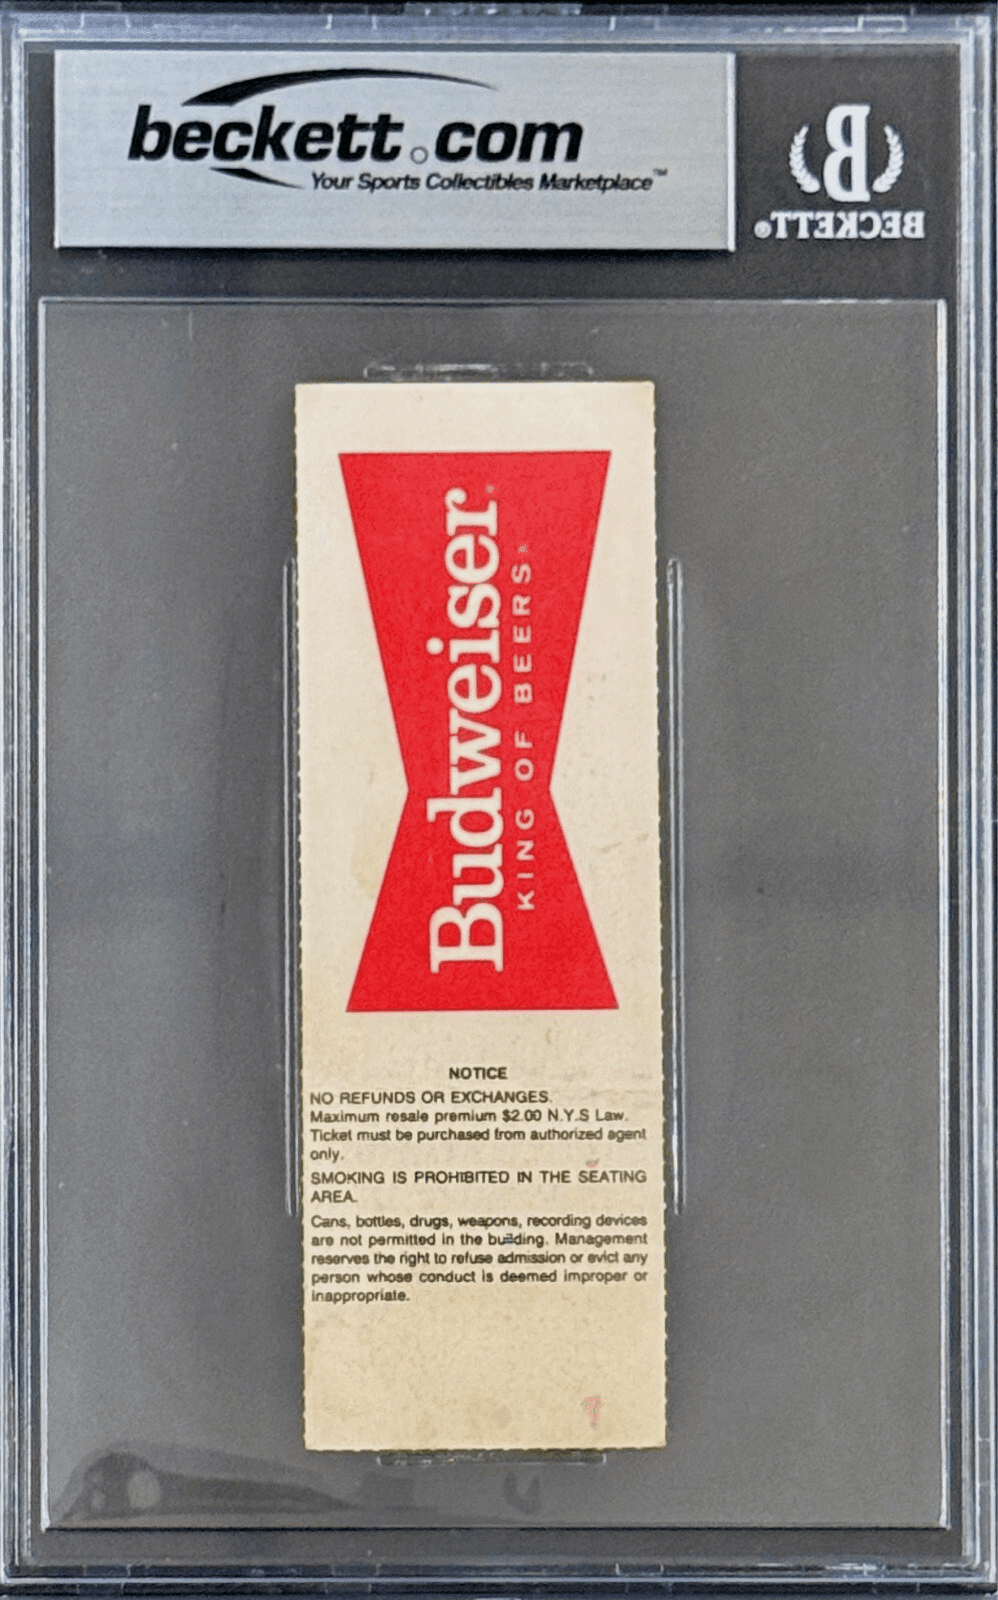 beckett.com
Your Sports Collectibles Marketplace™
B
BECKETT®
Budweiser.
KING OF BEERS.
NOTICE
NO REFUNDS OR EXCHANGES.
Maximum resale premium $2.00 N.Y.S Law.
Ticket must be purchased from authorized agent
only.
SMOKING IS PROHIBITED IN THE SEATING
AREA.
Cans, bottles, drugs, weapons, recording devices
are not permitted in the building. Management
reserves the right to refuse admission or evict any
person whose conduct is deemed improper or
inappropriate.